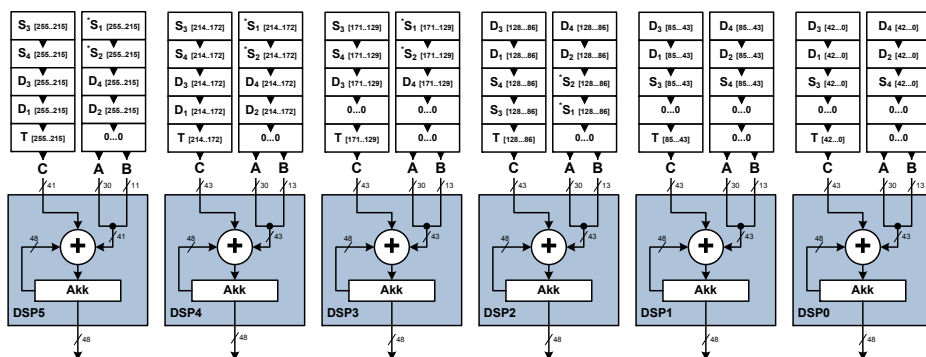 S3 [255...215] *S1 [255...215] S3 [214..172] *S1 [214..172] S3 [171..129] *S1 [171..129] D3 [128...86] D4 [128...86] D3 [85...43] D4 [85...43] D3 [42...0] D4 [42...0]
S4 [255..215] *S2 [255..215] S4 [214..172] *S2 [214..172] S4 [171..129] *S2 [171..129] D1 [128...86] D2 [128...86] D1 [85...43] D2 [85...43] D1 [42...0] D2 [42...0]
D3 [255..215] D4 [255..215] D3 [214..172] D4 [214..172] D3 [171..129] D4 [171..129] S4 [128...86] *S2 [128...86] S3 [85...43] S4 [85...43] S3 [42...0] S4 [42...0]
D1 [255..215] D2 [255..215] D1 [214..172] D2 [214..172] 0...0 0...0 S3 [128...86] *S1 [128...86] 0...0 0...0 0...0 0...0
T [255..215] 0...0 T [214..172] 0...0 T [171..129] 0...0 T [128...86] 0...0 T [85...43] 0...0 T [42...0] 0...0
C A B C A B C A B C A B C A B C A B
41 30 11 43 30 13 43 30 13 43 30 13 43 30 13 43 30 13
48 + 41 48 + 43 48 + 43 48 + 43 48 + 43 48 + 43
Akk Akk Akk Akk Akk Akk
DSP5 DSP4 DSP3 DSP2 DSP1 DSP0
48 48 48 48 48 48